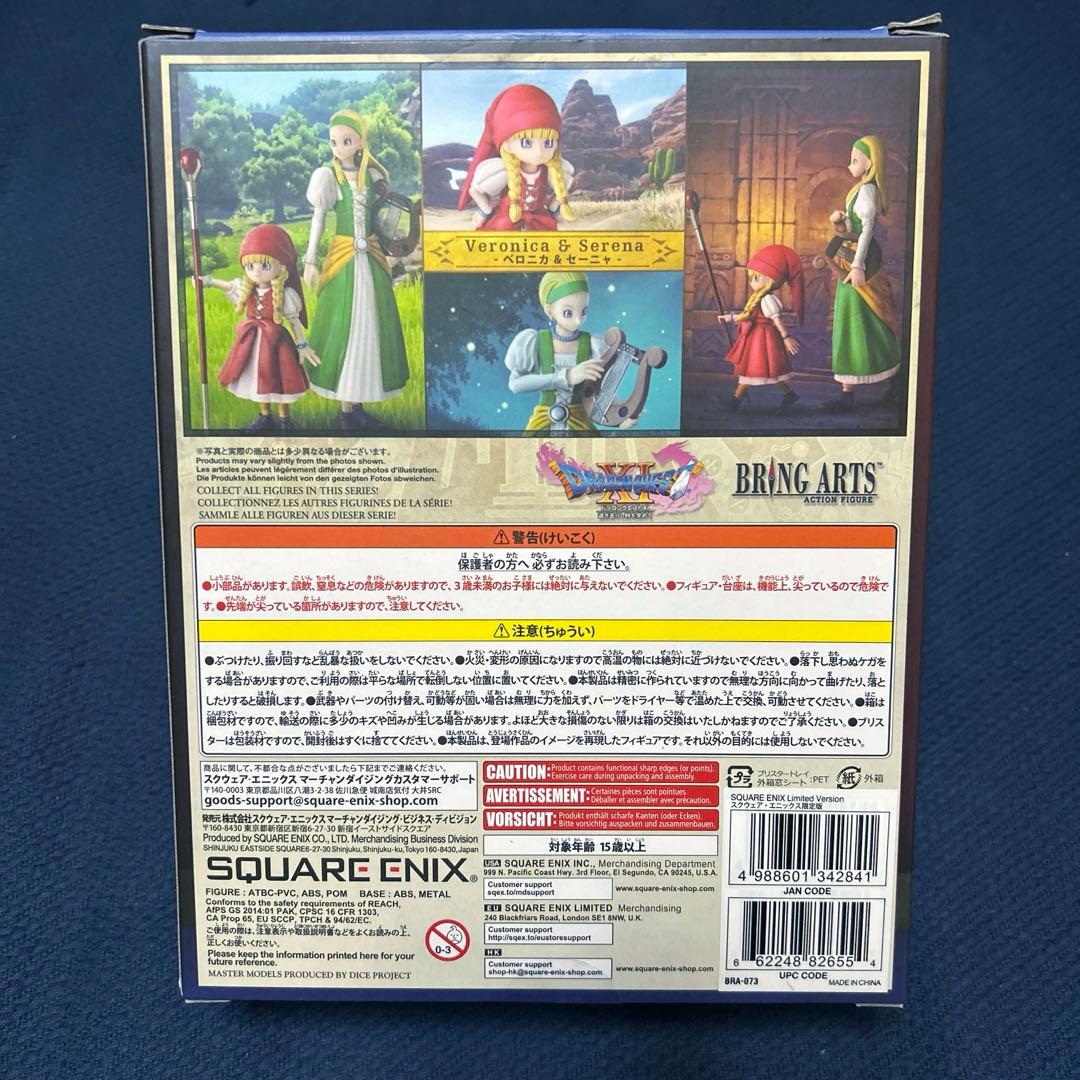 Veronica & Serena
- ベロニカ & セーニャ -
※写真と実際の商品とは多少異なる場合がございます。
Products may vary slightly from the photos shown.
Les articles peuvent légèrement différer des photos d'illustration.
Die Produkte können leicht von den gezeigten Fotos abweichen.
COLLECT ALL FIGURES IN THIS SERIES!
COLLECTIONNEZ LES AUTRES FIGURINES DE LA SÉRIE!
SAMMLE ALLE FIGUREN AUS DIESER SERIE!
DRAGON QUEST XI
ドラゴンクエストXI
過ぎ去りし時を求めて
BRING ARTS™
ACTION FIGURE
⚠警告(けいこく)
保護者の方へ 必ずお読み下さい。
●小部品があります。誤飲、窒息などの危険がありますので、3歳未満のお子様には絶対に与えないでください。●フィギュア・台座は、機能上、尖っているので危険で
す。●先端が尖っている箇所がありますので、注意してください。
⚠注意(ちゅうい)
●ぶつけたり、振り回すなど乱暴な扱いをしないでください。●火災・変形の原因になりますので高温の物には絶対に近づけないでください。●落下し思わぬケガを
する場合がありますので、ご利用の際は平らな場所で転倒しない位置に置いてください。●本製品は精密に作られていますので無理な方向に向かって曲げたり、落と
したりすると破損します。●武器やパーツの付け替え、可動などが固い場合は無理に力を加えず、パーツをドライヤー等などで温めた上で交換、可動させてください。●箱は
梱包材ですので、輸送の際に多少のキズや凹みが生じる場合があります。よほど大きな損傷のない限りは箱の交換はいたしかねますのでご了承ください。●ブリス
ターは包装材ですので、開封後はすぐに捨ててください。●本製品は、登場作品のイメージを再現したフィギュアです。それ以外の目的には使用しないでください。
商品に関して、不都合な点がございましたら下記までご連絡ください。
スクウェア・エニックス マーチャンダイジングカスタマーサポート
〒140-0003 東京都品川区八潮3-2-38 佐川急便 城南店気付 大井SRC
goods-support@square-enix-shop.com
発売元 株式会社スクウェア・エニックス マーチャンダイジング・ビジネス・ディビジョン
〒160-8430 東京都新宿区新宿6-27-30 新宿イーストサイドスクエア
Produced by SQUARE ENIX CO., LTD. Merchandising Business Division
SHINJUKU EASTSIDE SQUARE6-27-30 Shinjuku, Shinjuku-ku, Tokyo 160-8430, Japan
SQUARE ENIX®
FIGURE : ATBC-PVC, ABS, POM BASE : ABS, METAL
Conforms to the safety requirements of REACH,
AfPS GS 2014:01 PAK, CPSC 16 CFR 1303,
CA Prop 65, EU SCCP, TPCH & 94/62/EC.
ご使用の際は、注意表示や取扱説明書などをよくお読みの上、
正しくお使いください。
Please keep the information printed here for your
future reference.
MASTER MODELS PRODUCED BY DICE PROJECT
0-3
CAUTION: Product contains functional sharp edges (or points).
Exercise care during unpacking and assembly.
AVERTISSEMENT: Certaines pièces sont pointues.
Déballer et assembler avec précaution.
VORSICHT: Produkt enthält scharfe Kanten (oder Ecken).
Bitte vorsichtig auspacken und zusammenbauen.
対象年齢 15歳以上
USA SQUARE ENIX INC., Merchandising Department
999 N. Pacific Coast Hwy. 3rd Floor, El Segundo, CA 90245, U.S.A.
Customer support
sqex.to/mdsupport
EU SQUARE ENIX LIMITED Merchandising
240 Blackfriars Road, London SE1 8NW, U.K.
Customer support
http://sqex.to/eustoresupport
HK
Customer support
shop-hk@square-enix-shop.com
www.square-enix-shop.com
プラ
ブリスタートレイ
外箱窓シート : PET
紙
外箱
SQUARE ENIX Limited Version
スクウェア・エニックス限定版
4 988601 342841
JAN CODE
6 62248 82655 4
UPC CODE
BRA-073
MADE IN CHINA